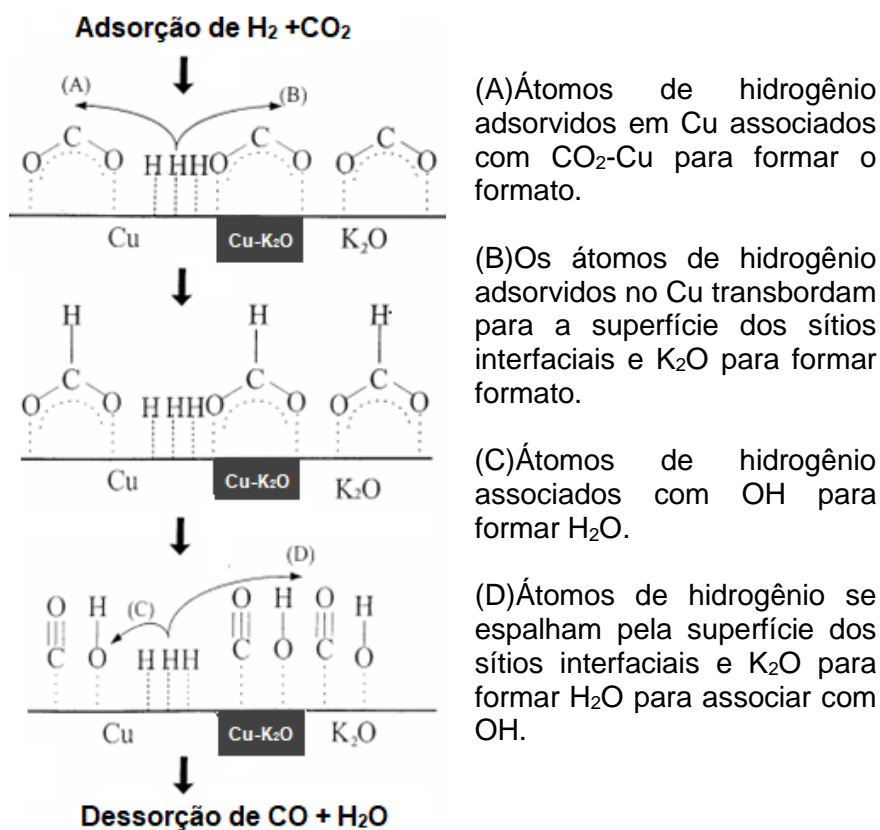 Adsorção de H₂ +CO₂
(A)
(B)
C C C
O O H HHO O O O
Cu Cu-K₂O K₂O
H H H
C C C
O O H HHO O O O
Cu Cu-K₂O K₂O
(D)
O H (C) O H O H
C O H HH C O C O
Cu Cu-K₂O K₂O
Dessorção de CO + H₂O
(A)Átomos de hidrogênio
adsorvidos em Cu associados
com CO₂-Cu para formar o
formato.
(B)Os átomos de hidrogênio
adsorvidos no Cu transbordam
para a superfície dos sítios
interfaciais e K₂O para formar
formato.
(C)Átomos de hidrogênio
associados com OH para
formar H₂O.
(D)Átomos de hidrogênio se
espalham pela superfície dos
sítios interfaciais e K₂O para
formar H₂O para associar com
OH.